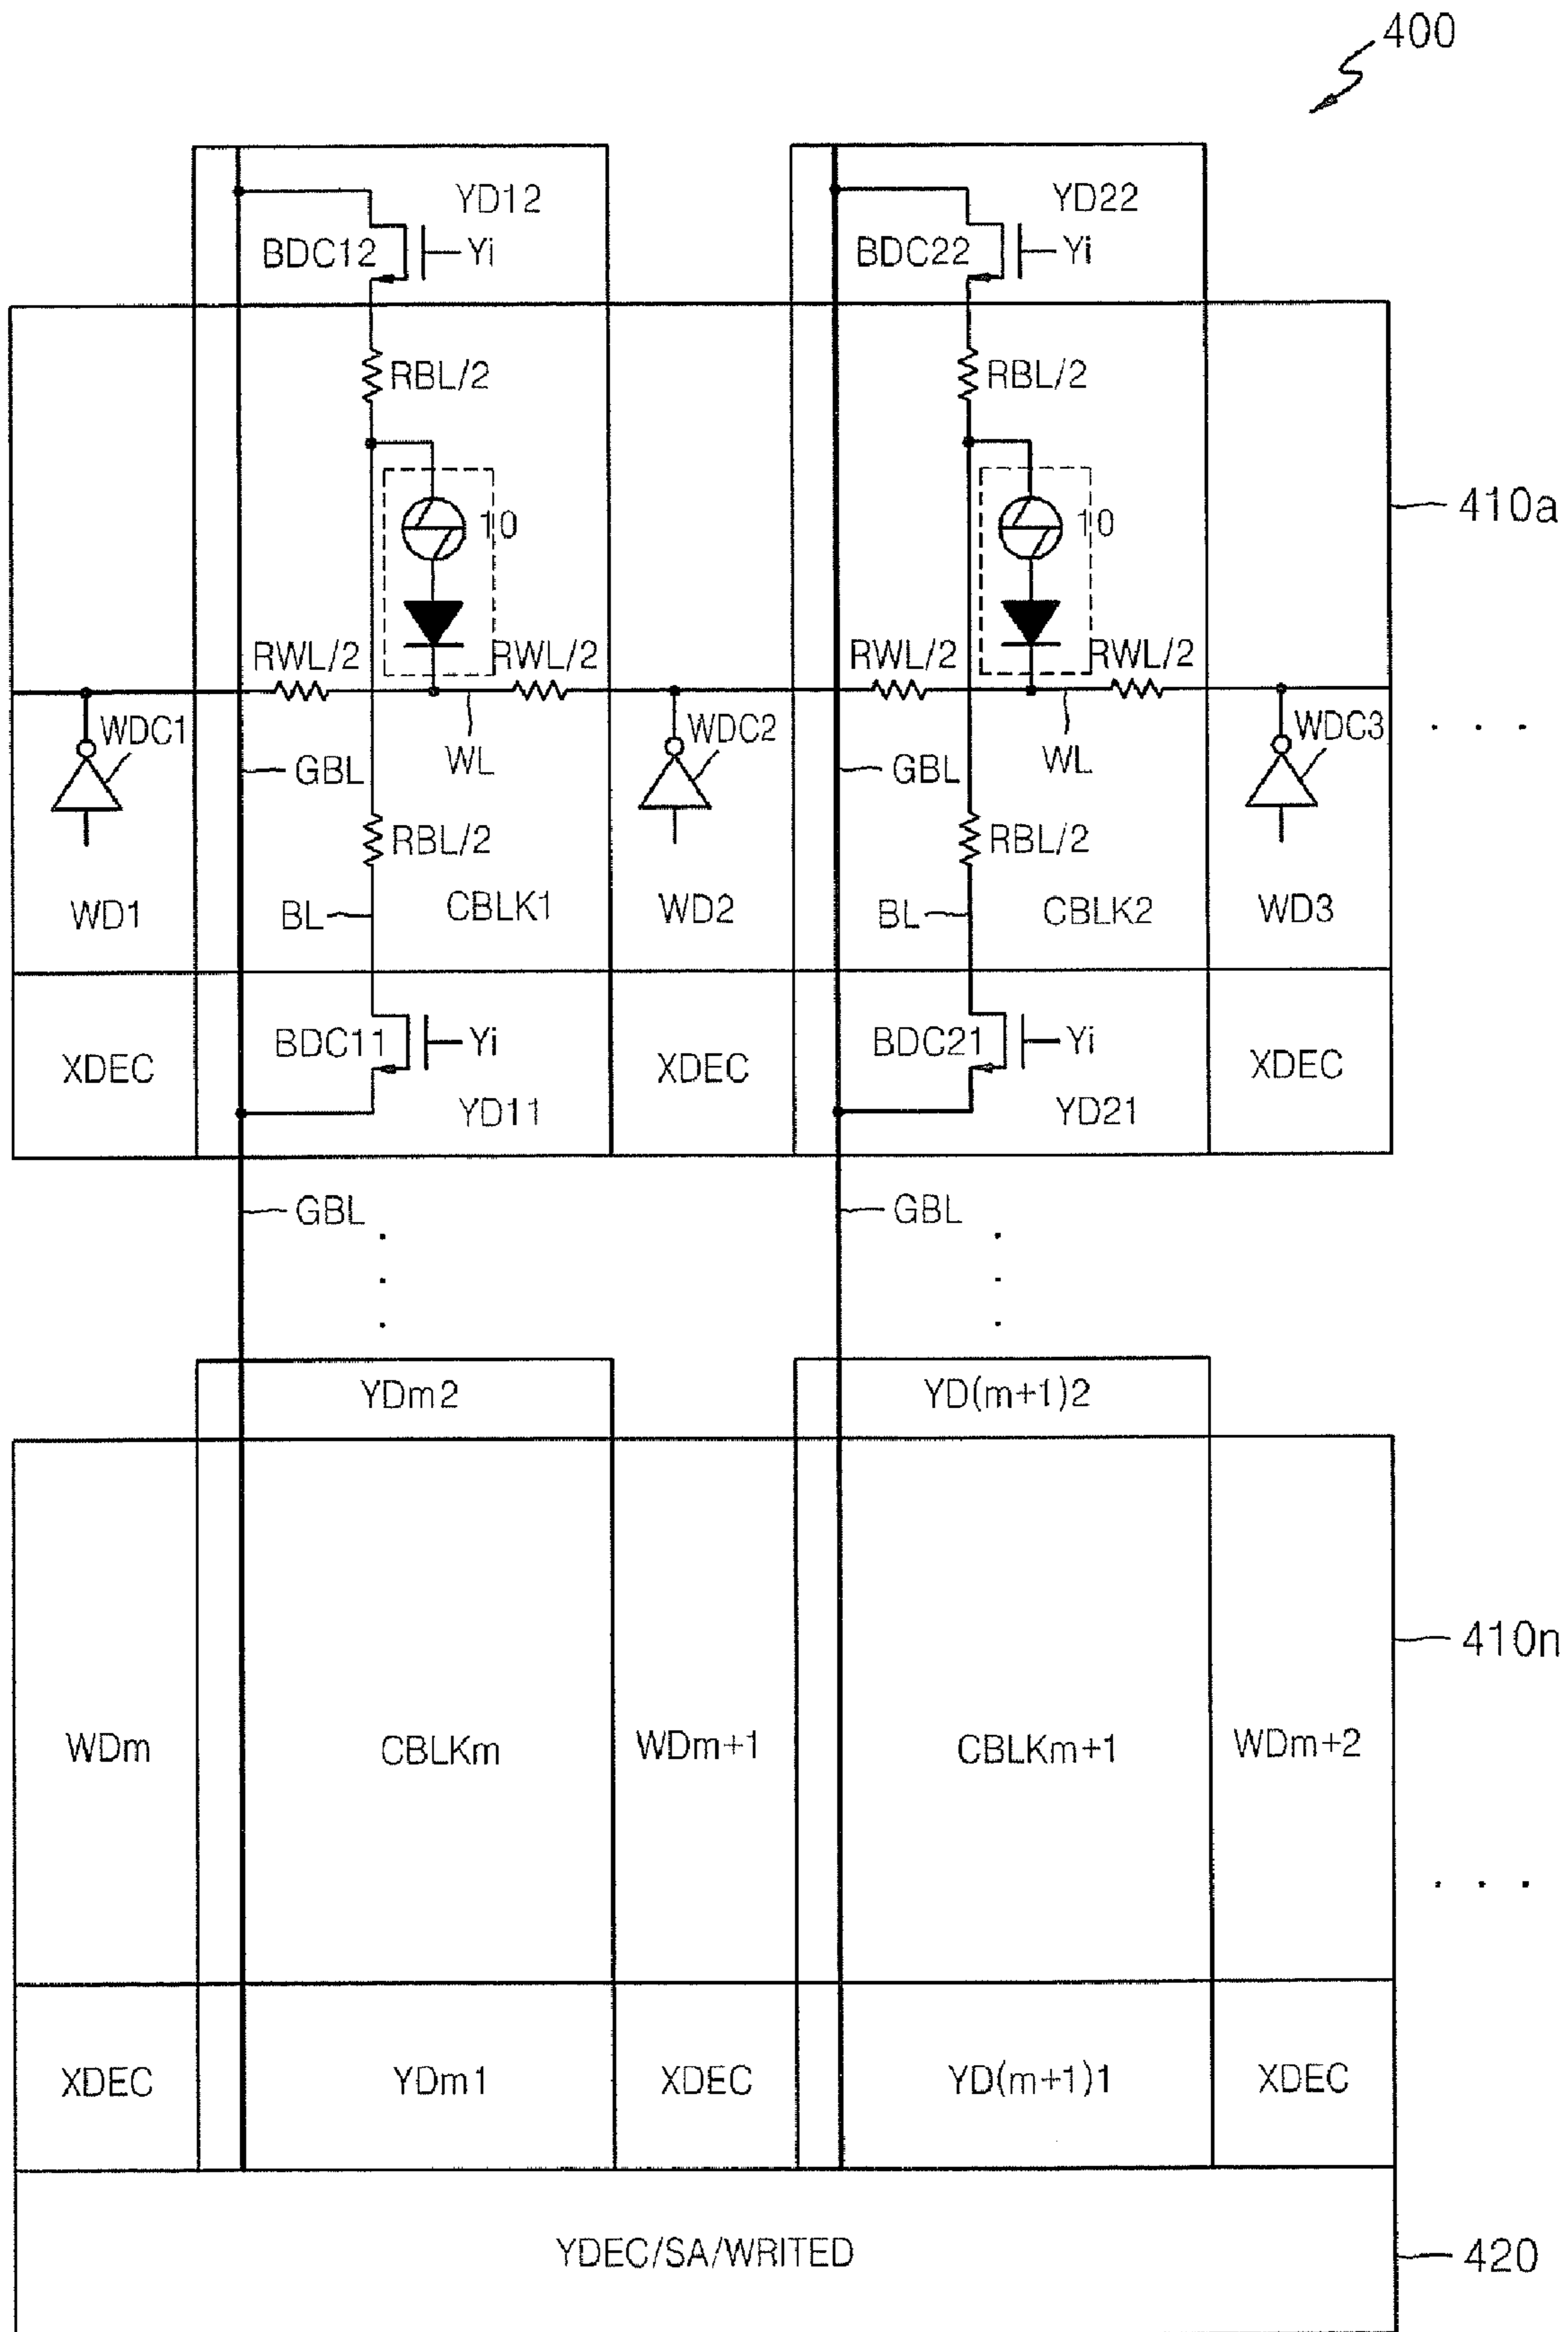 400
YD12
YD22
BDC12
Yi
BDC22
Yi
RBL/2
RBL/2
410a
10
10
RWL/2
RWL/2
RWL/2
RWL/2
WDC1
WDC2
WDC3
. . .
GBL
WL
GBL
WL
RBL/2
RBL/2
WD1
BL
CBLK1
WD2
BL
CBLK2
WD3
XDEC
BDC11
Yi
XDEC
BDC21
Yi
XDEC
YD11
YD21
GBL
GBL
.
.
.
.
.
.
YDm2
YD(m+1)2
410n
WDm
CBLKm
WDm+1
CBLKm+1
WDm+2
. . .
XDEC
YDm1
XDEC
YD(m+1)1
XDEC
YDEC/SA/WRITED
420